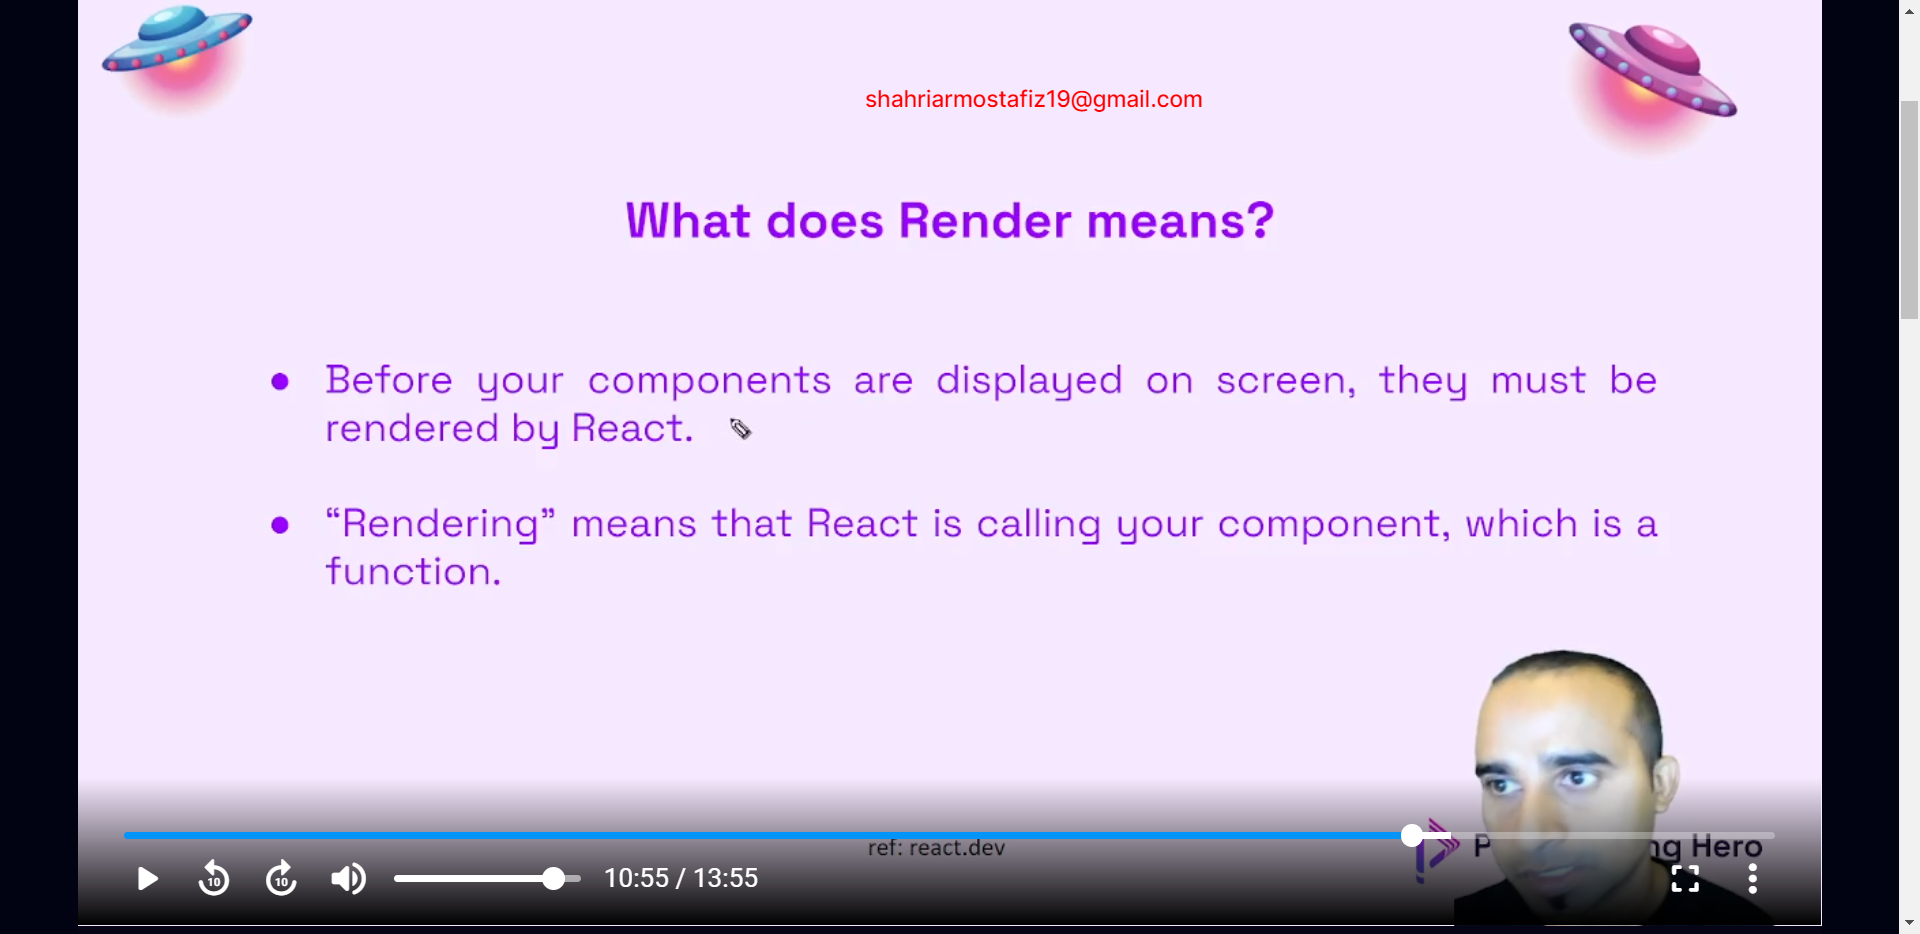 shahriarmostafiz19@gmail.com
What does Render means?
● Before your components are displayed on screen, they must be
rendered by React.
● “Rendering” means that React is calling your component, which is a
function.
ref: react.dev
Hero
10
10
10:55 / 13:55